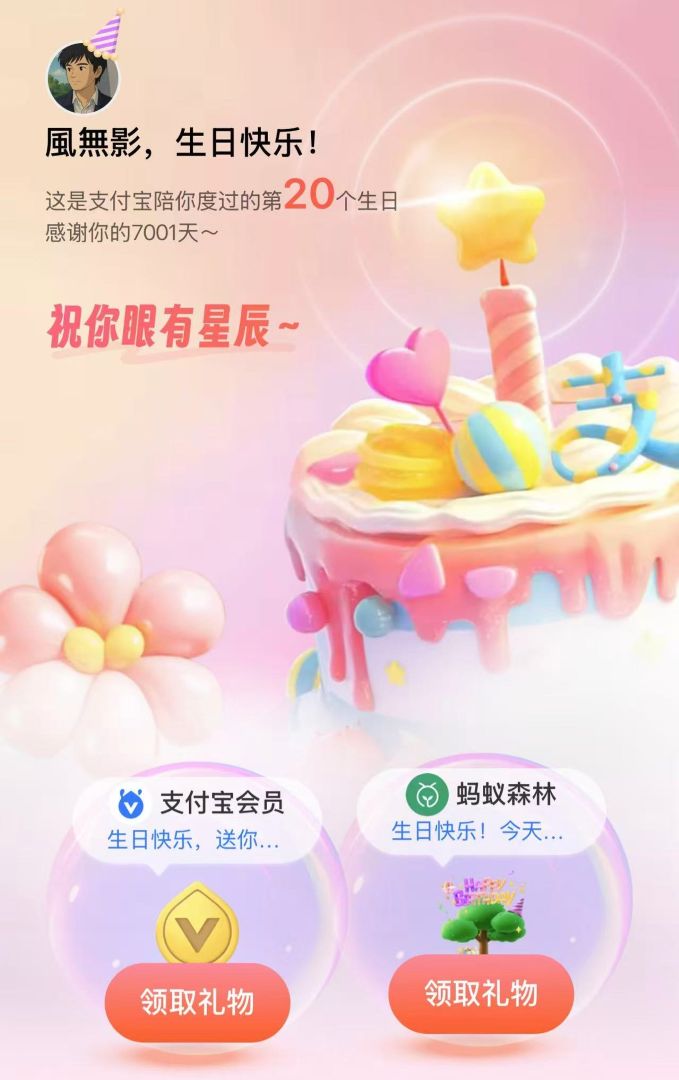 風無影，生日快乐！
这是支付宝陪你度过的第20个生日
感谢你的7001天～
祝你眼有星辰～
支
支付宝会员
生日快乐，送你...
蚂蚁森林
生日快乐！今天...
Happy
Birthday
领取礼物
领取礼物